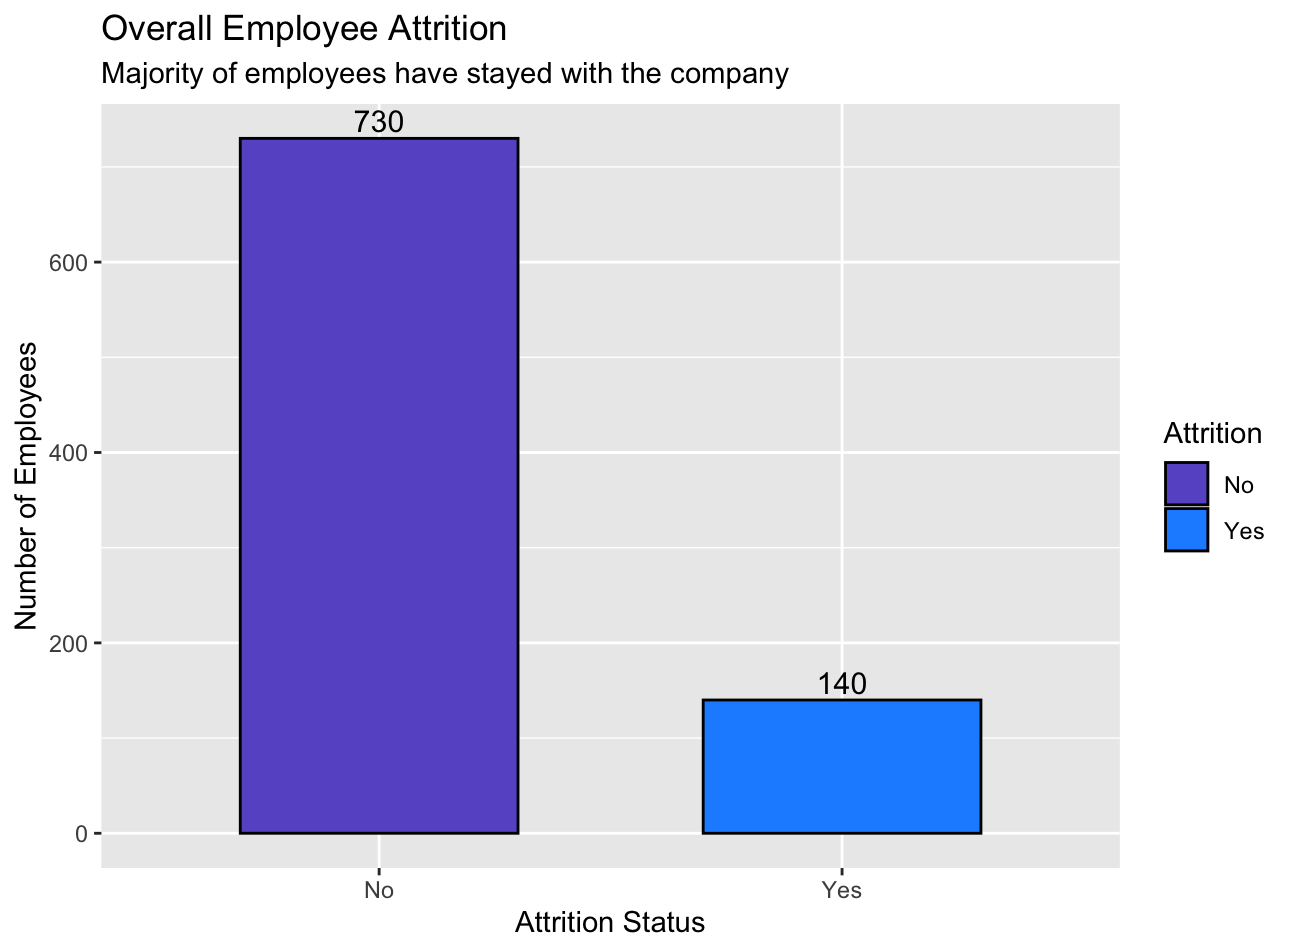 Overall Employee Attrition
Majority of employees have stayed with the company
730
600
400
200
0
140
Number of Employees
No
Yes
Attrition Status
Attrition
No
Yes